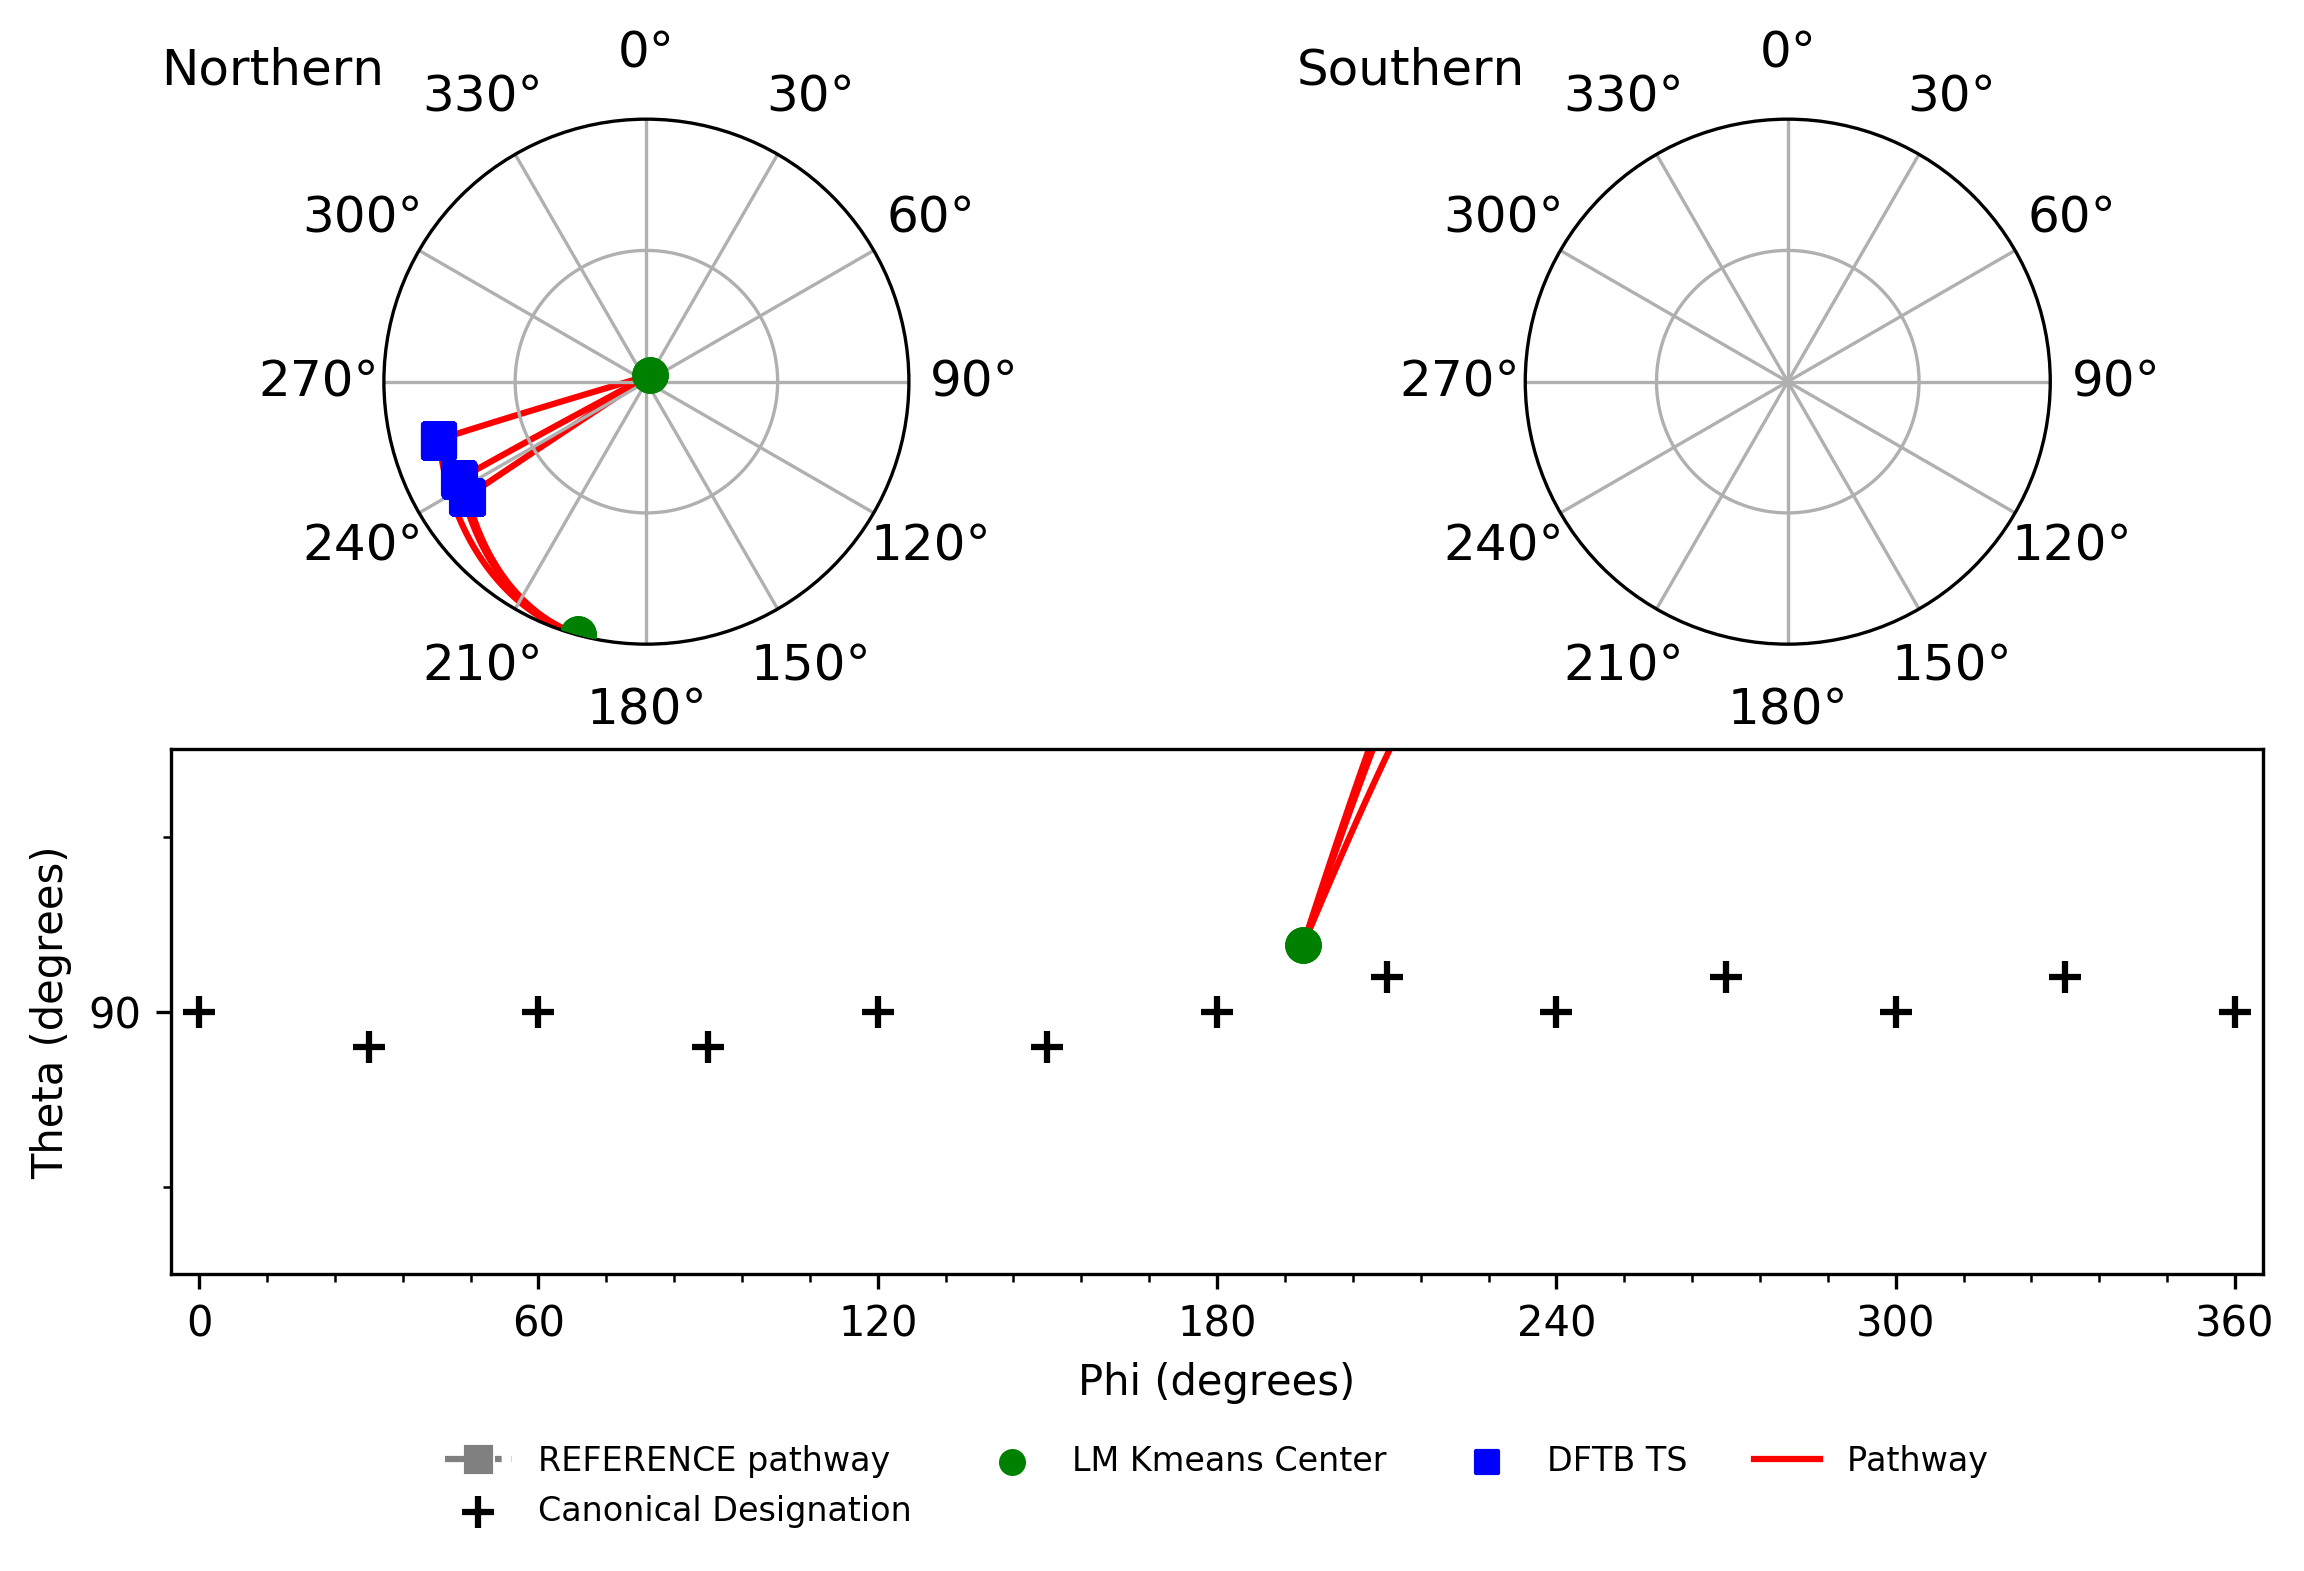 Northern
0°
30°
60°
90°
120°
150°
180°
210°
240°
270°
300°
330°
Southern
0°
30°
60°
90°
120°
150°
180°
210°
240°
270°
300°
330°
Theta (degrees)
90
0 60 120 180 240 300 360
Phi (degrees)
REFERENCE pathway
Canonical Designation
LM Kmeans Center
DFTB TS
Pathway